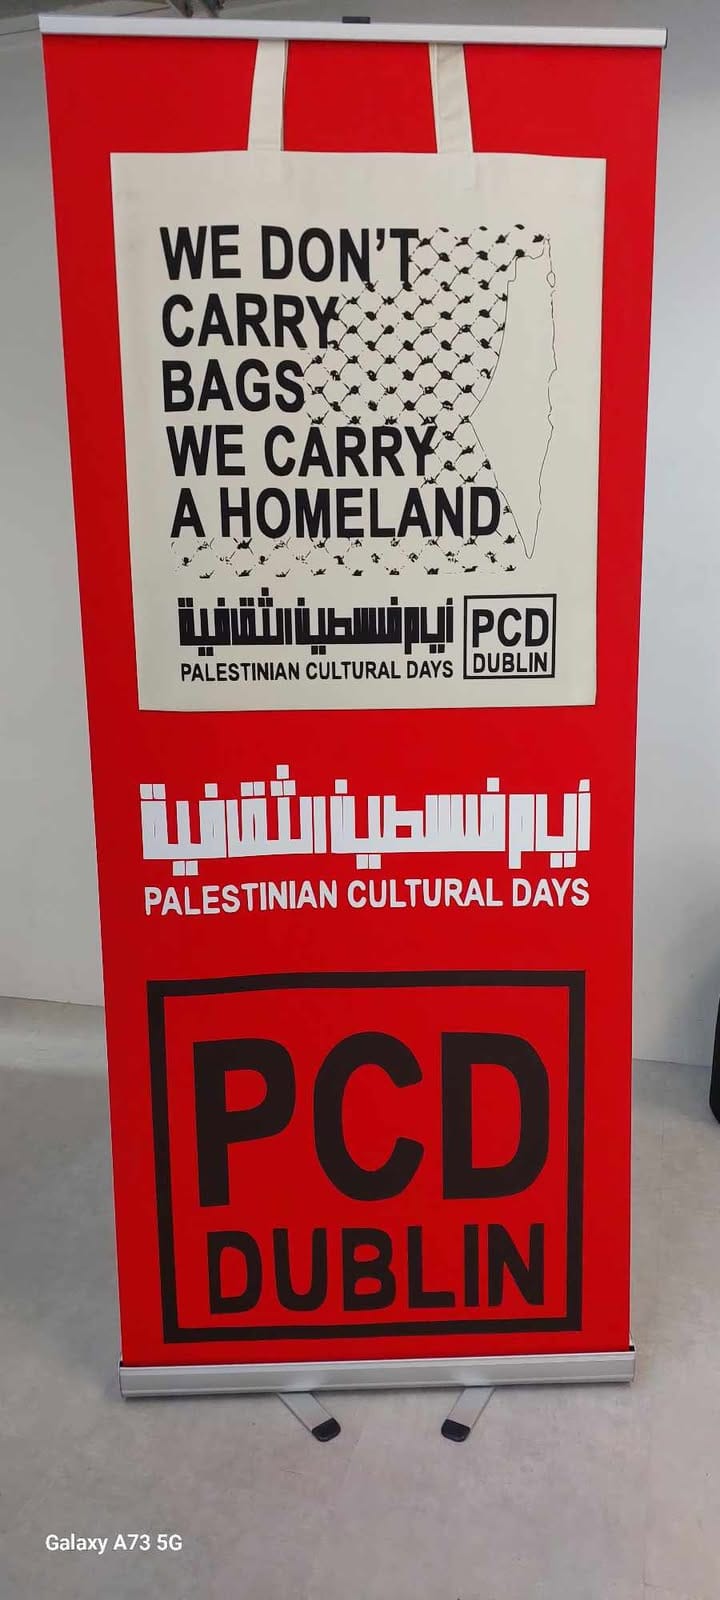 WE DON'T
CARRY
BAGS
WE CARRY
A HOMELAND
أيام فلسطين الثقافية
PALESTINIAN CULTURAL DAYS
PCD
DUBLIN
أيام فلسطين الثقافية
PALESTINIAN CULTURAL DAYS
PCD
DUBLIN
Galaxy A73 5G